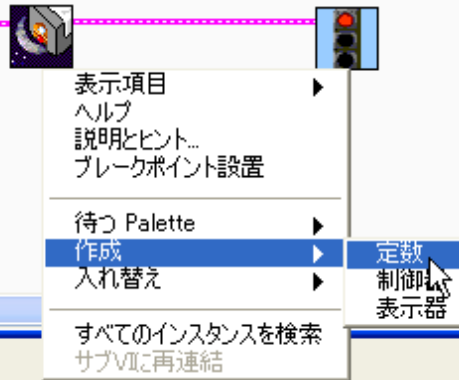 表示項目
ヘルプ
説明とヒント...
ブレークポイント設置
待つ Palette
作成
入れ替え
すべてのインスタンスを検索
サブVIに再連結
定数
制御
表示器